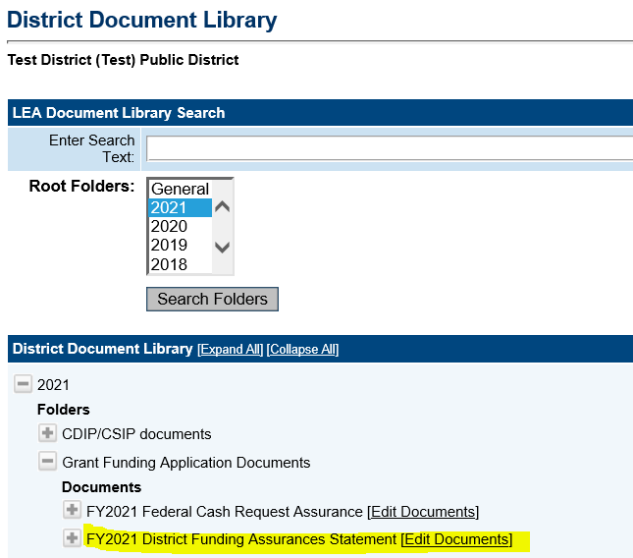 District Document Library
Test District (Test) Public District
LEA Document Library Search
Enter Search
Text:
Root Folders:
General
2021
2020
2019
2018
Search Folders
District Document Library [Expand All] [Collapse All]
2021
Folders
CDIP/CSIP documents
Grant Funding Application Documents
Documents
FY2021 Federal Cash Request Assurance [Edit Documents]
FY2021 District Funding Assurances Statement [Edit Documents]